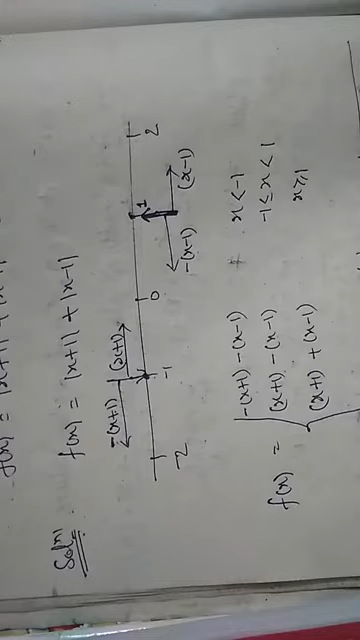 f(x) = |x+1| + |x-1|
Solⁿ
f(x) = |x+1| + |x-1|
-(x+1) (x+1)
-2 -1 0 1 2
-(x-1) (x-1)
f(x) = { -(x+1) -(x-1) x < -1
(x+1) -(x-1) -1 ≤ x < 1
(x+1) + (x-1) x ≥ 1